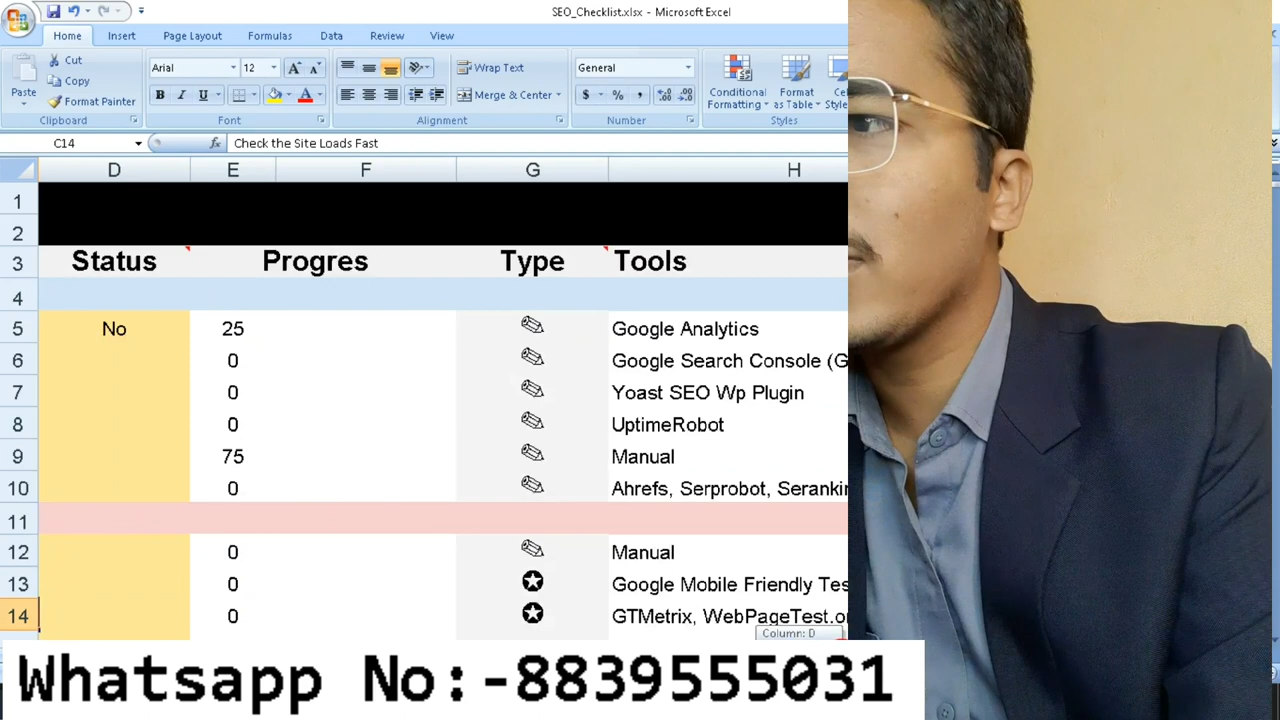 SEO_Checklist.xlsx - Microsoft Excel
Home Insert Page Layout Formulas Data Review View
Paste
Cut
Copy
Format Painter
Clipboard
Arial 12
B I U
Font
Wrap Text
Merge & Center
Alignment
General
$ % ,
Number
Conditional Formatting
Format as Table
Styles
C14 fx Check the Site Loads Fast
D E F G H
1
2
3 Status Progres Type Tools
4
5 No 25 Google Analytics
6 0 Google Search Console (G
7 0 Yoast SEO Wp Plugin
8 0 UptimeRobot
9 75 Manual
10 0 Ahrefs, Serprobot, Serankin
11
12 0 Manual
13 0 Google Mobile Friendly Tes
14 0 GTMetrix, WebPageTest.or
Column: D
Whatsapp No:-8839555031